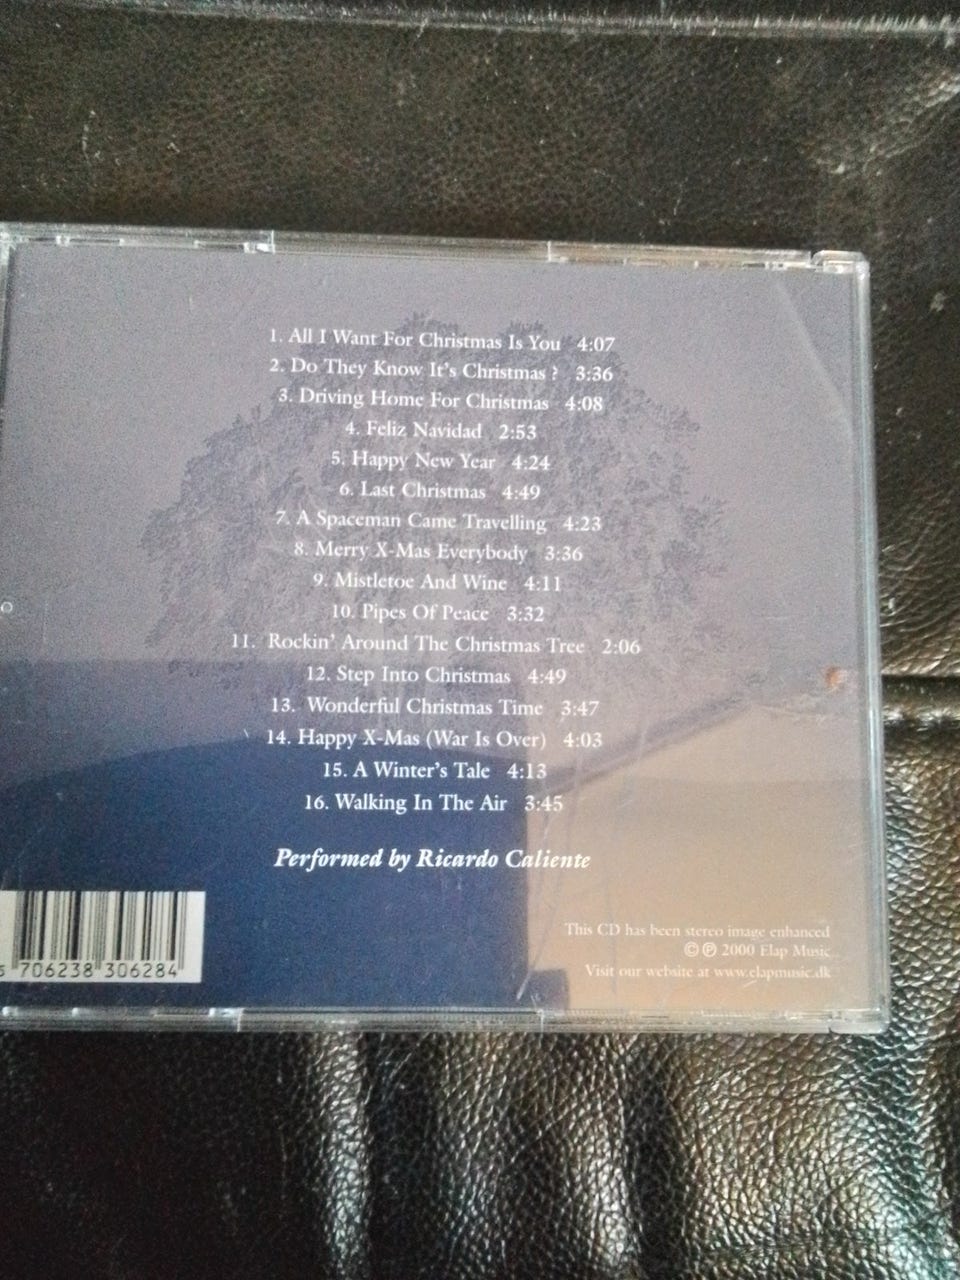 1. All I Want For Christmas Is You 4:07
2. Do They Know It's Christmas ? 3:36
3. Driving Home For Christmas 4:08
4. Feliz Navidad 2:53
5. Happy New Year 4:24
6. Last Christmas 4:49
7. A Spaceman Came Travelling 4:23
8. Merry X-Mas Everybody 3:36
9. Mistletoe And Wine 4:11
10. Pipes Of Peace 3:32
11. Rockin' Around The Christmas Tree 2:06
12. Step Into Christmas 4:49
13. Wonderful Christmas Time 3:47
14. Happy X-Mas (War Is Over) 4:03
15. A Winter's Tale 4:13
16. Walking In The Air 3:45
Performed by Ricardo Caliente
This CD has been stereo image enhanced
© ℗ 2000 Elap Music
Visit our website at www.elapmusic.dk
5 706238 306284